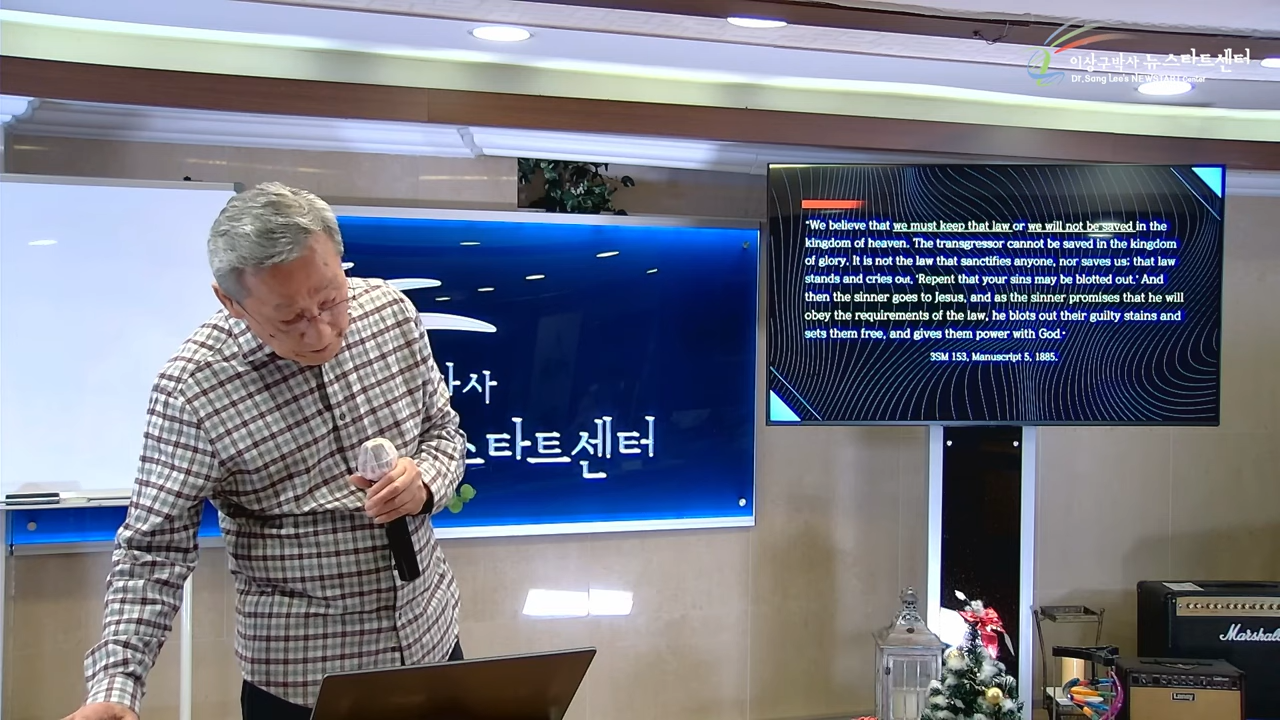 이상구박사 뉴스타트센터
Dr.Sang Lee's NEWSTART Center
"We believe that we must keep that law or we will not be saved in the
kingdom of heaven. The transgressor cannot be saved in the kingdom
of glory. It is not the law that sanctifies anyone, nor saves us; that law
stands and cries out, 'Repent that your sins may be blotted out.' And
then the sinner goes to Jesus, and as the sinner promises that he will
obey the requirements of the law, he blots out their guilty stains and
sets them free, and gives them power with God."
3SM 153, Manuscript 5, 1885.
박사
스타트센터
Marshall
Laney